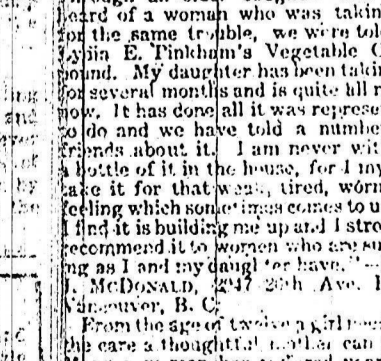 heard of a woman who was takin
for the same trouble, we were tol
Lydia E. Pinkham's Vegetable C
pound. My daughter has been taki
for several months and is quite all r
now. It has done all it was represe
to do and we have told a numbe
friends about it. I am never wit
a bottle of it in the house, for I my
take it for that weak, tired, worn
feeling which sometimes comes to u
I find it is building me up and I stro
recommend it to women who are su
ng as I and my daughter have."—
J. McDONALD, 2947 26th Ave. E
Vancouver, B. C.
From the age of twelve a girl nee
the care a thoughtful mother can